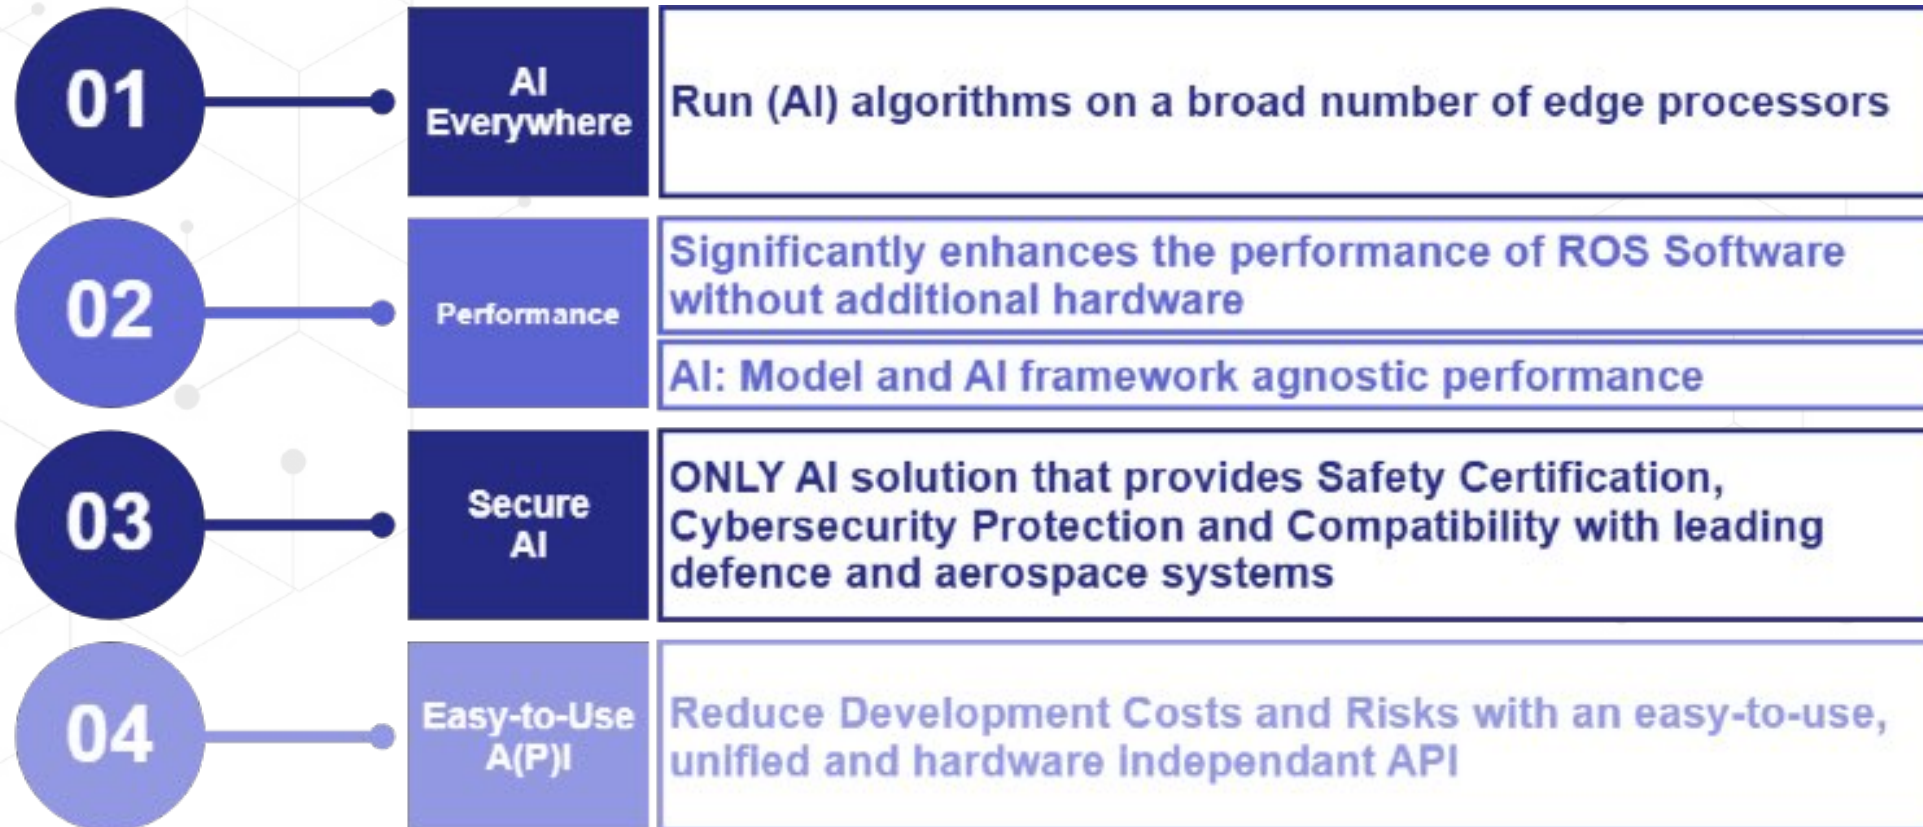 01
AI
Everywhere
Run (AI) algorithms on a broad number of edge processors
02
Performance
Significantly enhances the performance of ROS Software
without additional hardware
AI: Model and AI framework agnostic performance
03
Secure
AI
ONLY AI solution that provides Safety Certification,
Cybersecurity Protection and Compatibility with leading
defence and aerospace systems
04
Easy-to-Use
A(P)I
Reduce Development Costs and Risks with an easy-to-use,
unified and hardware independant API